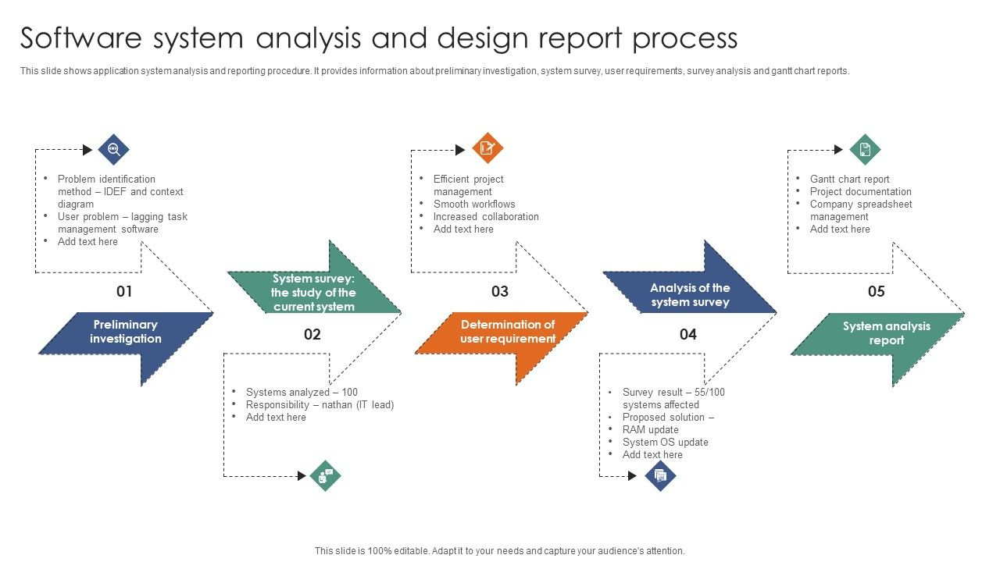 Software system analysis and design report process
This slide shows application system analysis and reporting procedure. It provides information about preliminary investigation, system survey, user requirements, survey analysis and gantt chart reports.
• Problem identification
method – IDEF and context
diagram
• User problem – lagging task
management software
• Add text here
01
Preliminary
investigation
System survey:
the study of the
current system
02
• Systems analyzed – 100
• Responsibility – nathan (IT lead)
• Add text here
• Efficient project
management
• Smooth workflows
• Increased collaboration
• Add text here
03
Determination of
user requirement
Analysis of the
system survey
04
• Survey result – 55/100
systems affected
• Proposed solution –
• RAM update
• System OS update
• Add text here
• Gantt chart report
• Project documentation
• Company spreadsheet
management
• Add text here
05
System analysis
report
This slide is 100% editable. Adapt it to your needs and capture your audience's attention.